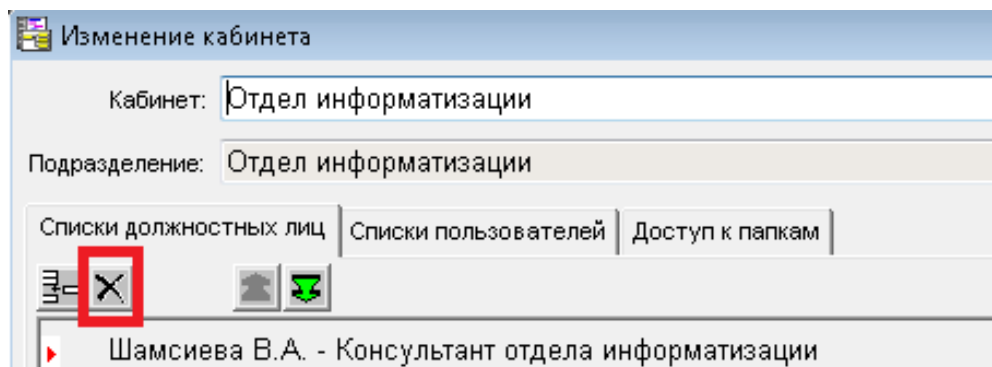 Изменение кабинета
Кабинет: Отдел информатизации
Подразделение: Отдел информатизации
Списки должностных лиц Списки пользователей Доступ к папкам
Шамсиева В.А. - Консультант отдела информатизации